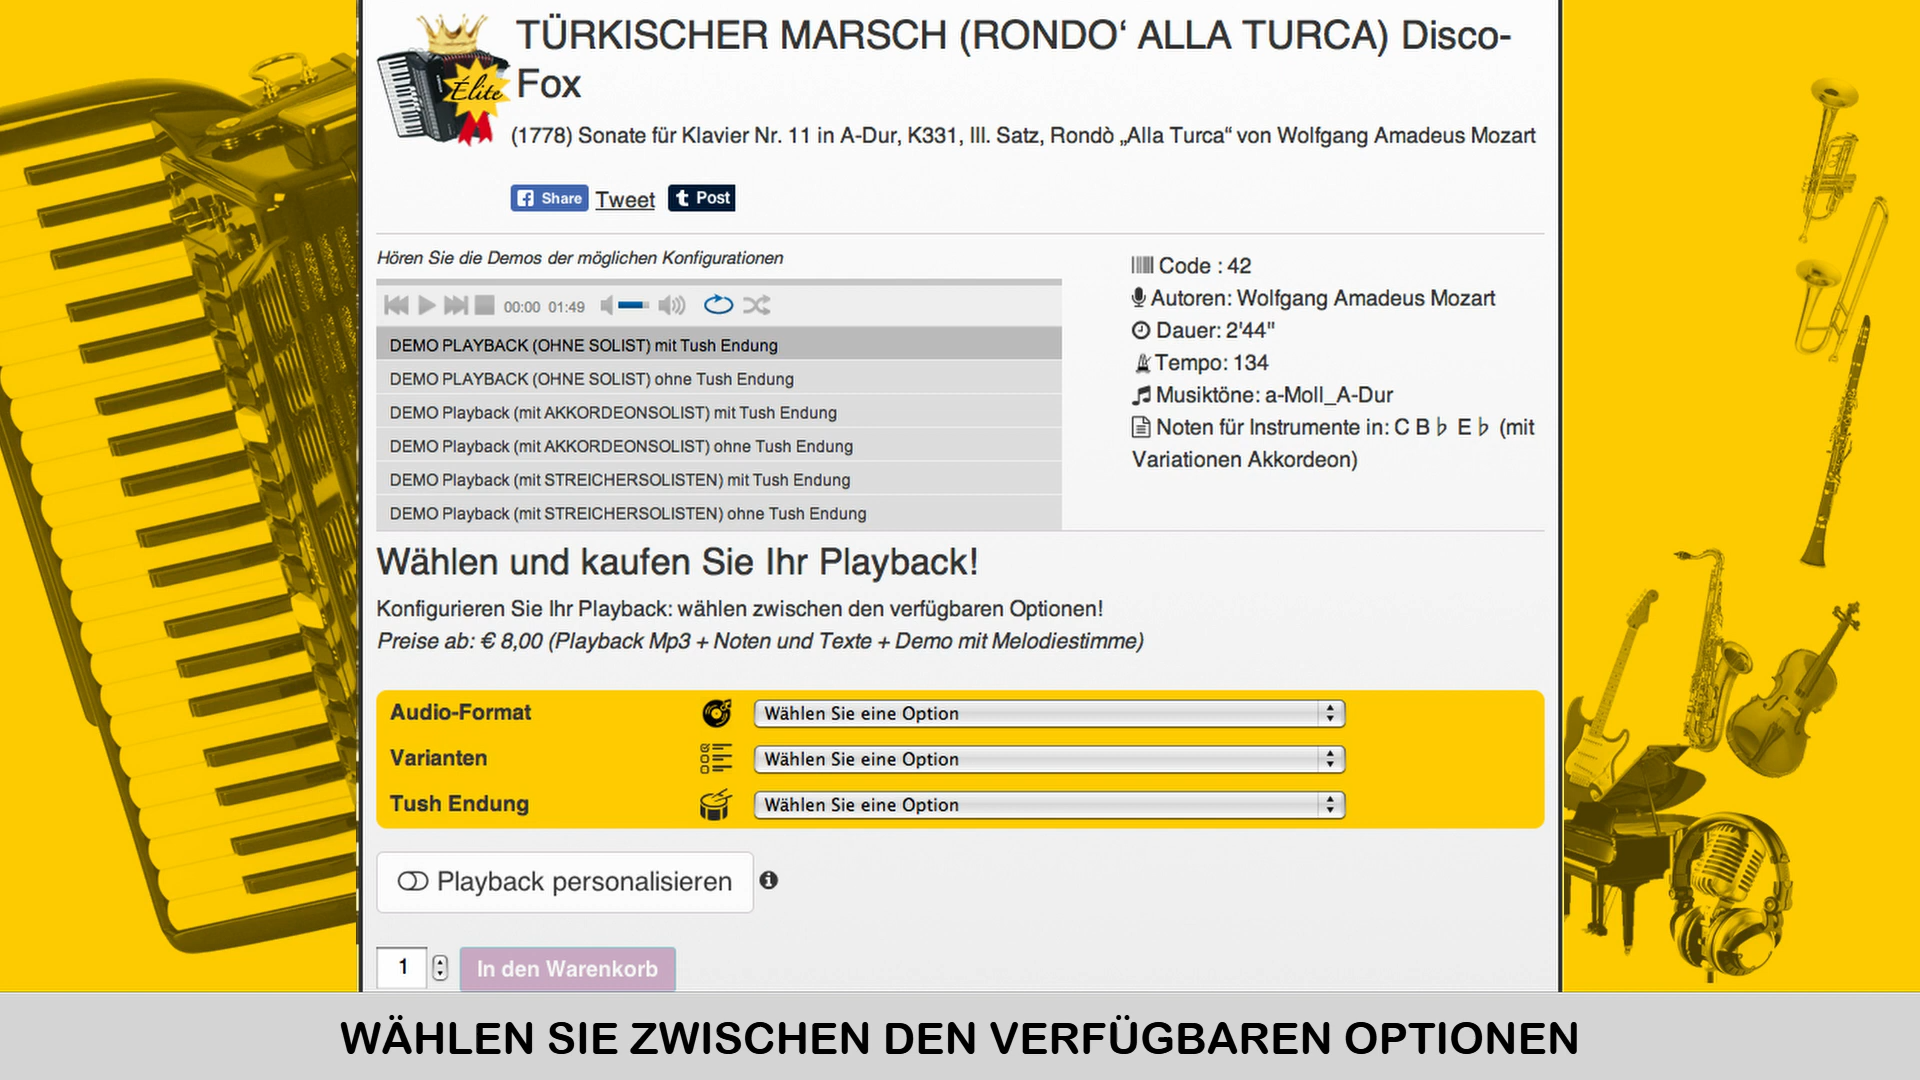 TÜRKISCHER MARSCH (RONDO‘ ALLA TURCA) Disco-
Fox
Élite
(1778) Sonate für Klavier Nr. 11 in A-Dur, K331, III. Satz, Rondò „Alla Turca“ von Wolfgang Amadeus Mozart
Share Tweet Post
Hören Sie die Demos der möglichen Konfigurationen
00:00 01:49
DEMO PLAYBACK (OHNE SOLIST) mit Tush Endung
DEMO PLAYBACK (OHNE SOLIST) ohne Tush Endung
DEMO Playback (mit AKKORDEONSOLIST) mit Tush Endung
DEMO Playback (mit AKKORDEONSOLIST) ohne Tush Endung
DEMO Playback (mit STREICHERSOLISTEN) mit Tush Endung
DEMO Playback (mit STREICHERSOLISTEN) ohne Tush Endung
Code : 42
Autoren: Wolfgang Amadeus Mozart
Dauer: 2'44"
Tempo: 134
Musiktöne: a-Moll_A-Dur
Noten für Instrumente in: C B♭ E♭ (mit
Variationen Akkordeon)
Wählen und kaufen Sie Ihr Playback!
Konfigurieren Sie Ihr Playback: wählen zwischen den verfügbaren Optionen!
Preise ab: € 8,00 (Playback Mp3 + Noten und Texte + Demo mit Melodiestimme)
Audio-Format Wählen Sie eine Option
Varianten Wählen Sie eine Option
Tush Endung Wählen Sie eine Option
Playback personalisieren
1 In den Warenkorb
WÄHLEN SIE ZWISCHEN DEN VERFÜGBAREN OPTIONEN